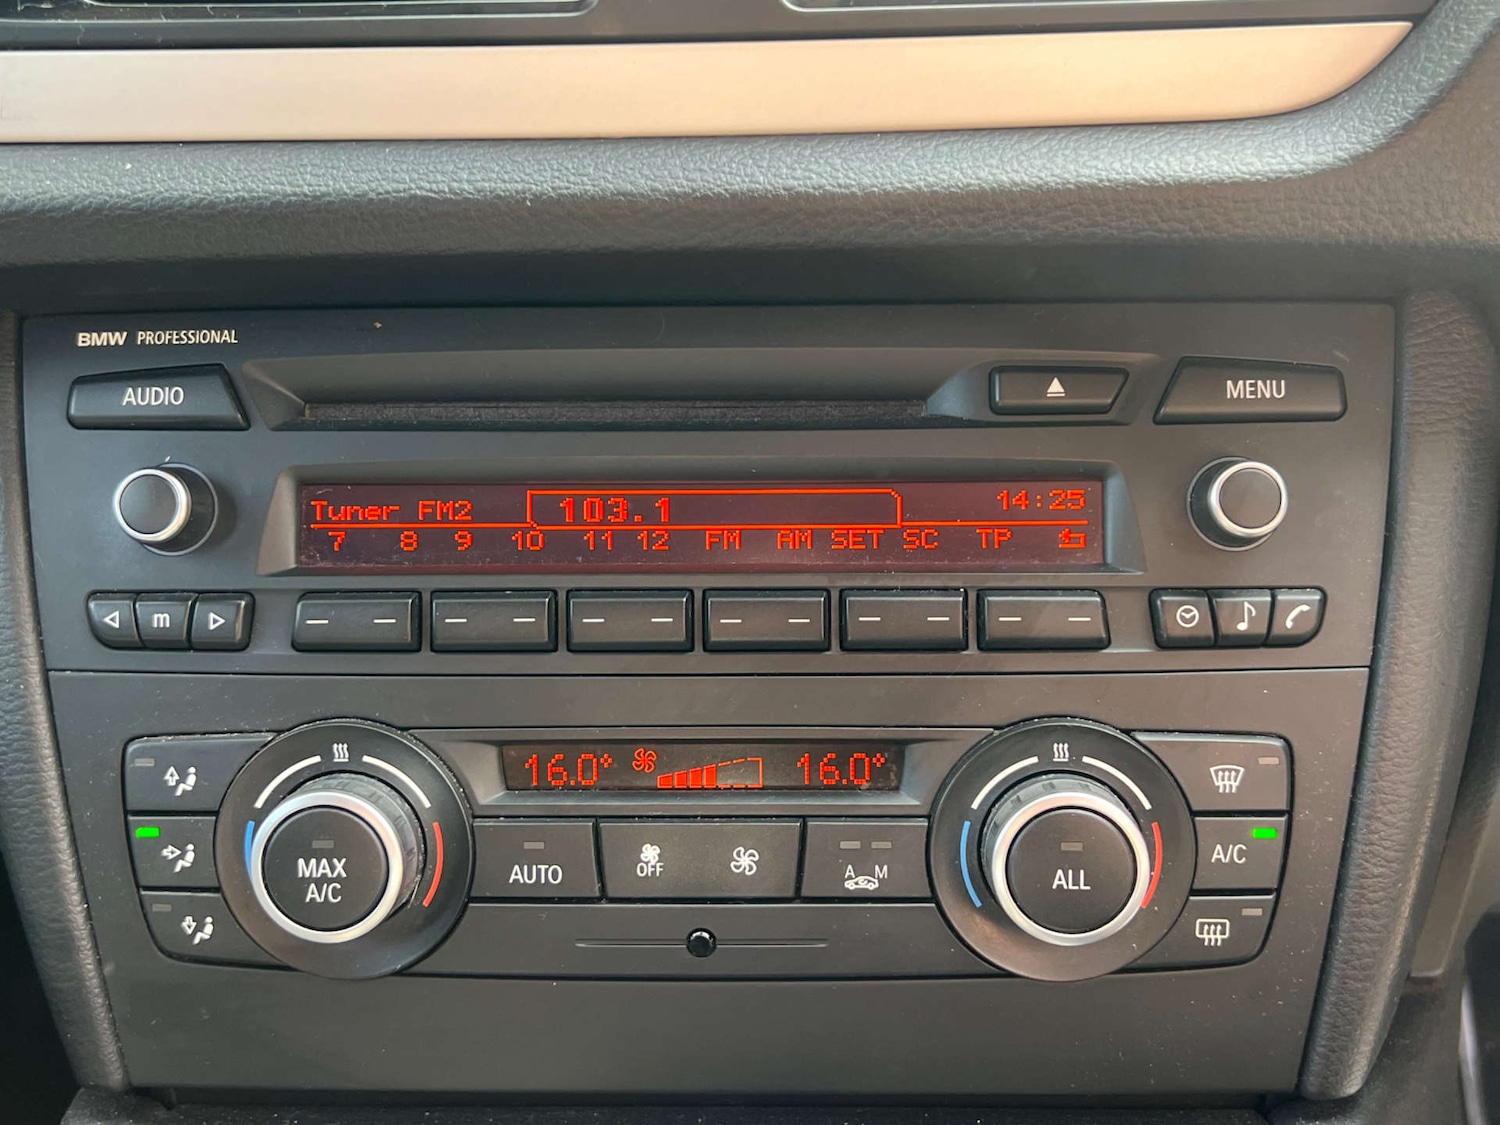 BMW PROFESSIONAL
AUDIO
MENU
Tuner FM2 103.1 14:25
7 8 9 10 11 12 FM AM SET SC TP
m
16.0° 16.0°
MAX
A/C
AUTO
OFF
A M
ALL
A/C